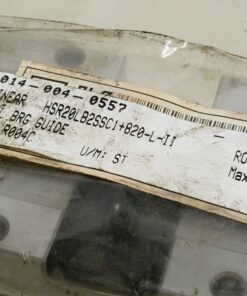 014-004-0557
NEAR HSR20LB2SSC1+820-L-II
BRG GUIDE
R004C
U/M: ST
RO
Max